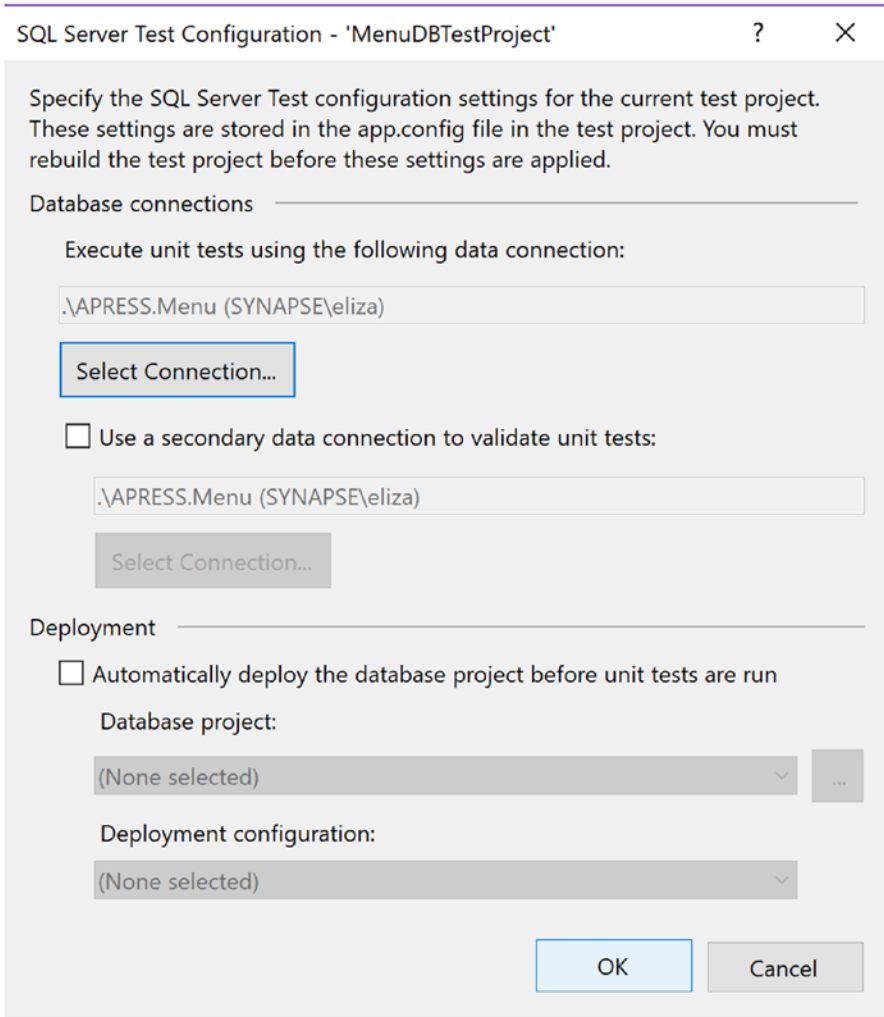 SQL Server Test Configuration - 'MenuDBTestProject' ?
Specify the SQL Server Test configuration settings for the current test project.
These settings are stored in the app.config file in the test project. You must
rebuild the test project before these settings are applied.
Database connections
Execute unit tests using the following data connection:
.\APRESS.Menu (SYNAPSE\eliza)
Select Connection...
Use a secondary data connection to validate unit tests:
.\APRESS.Menu (SYNAPSE\eliza)
Select Connection...
Deployment
Automatically deploy the database project before unit tests are run
Database project:
(None selected) ...
Deployment configuration:
(None selected)
OK Cancel